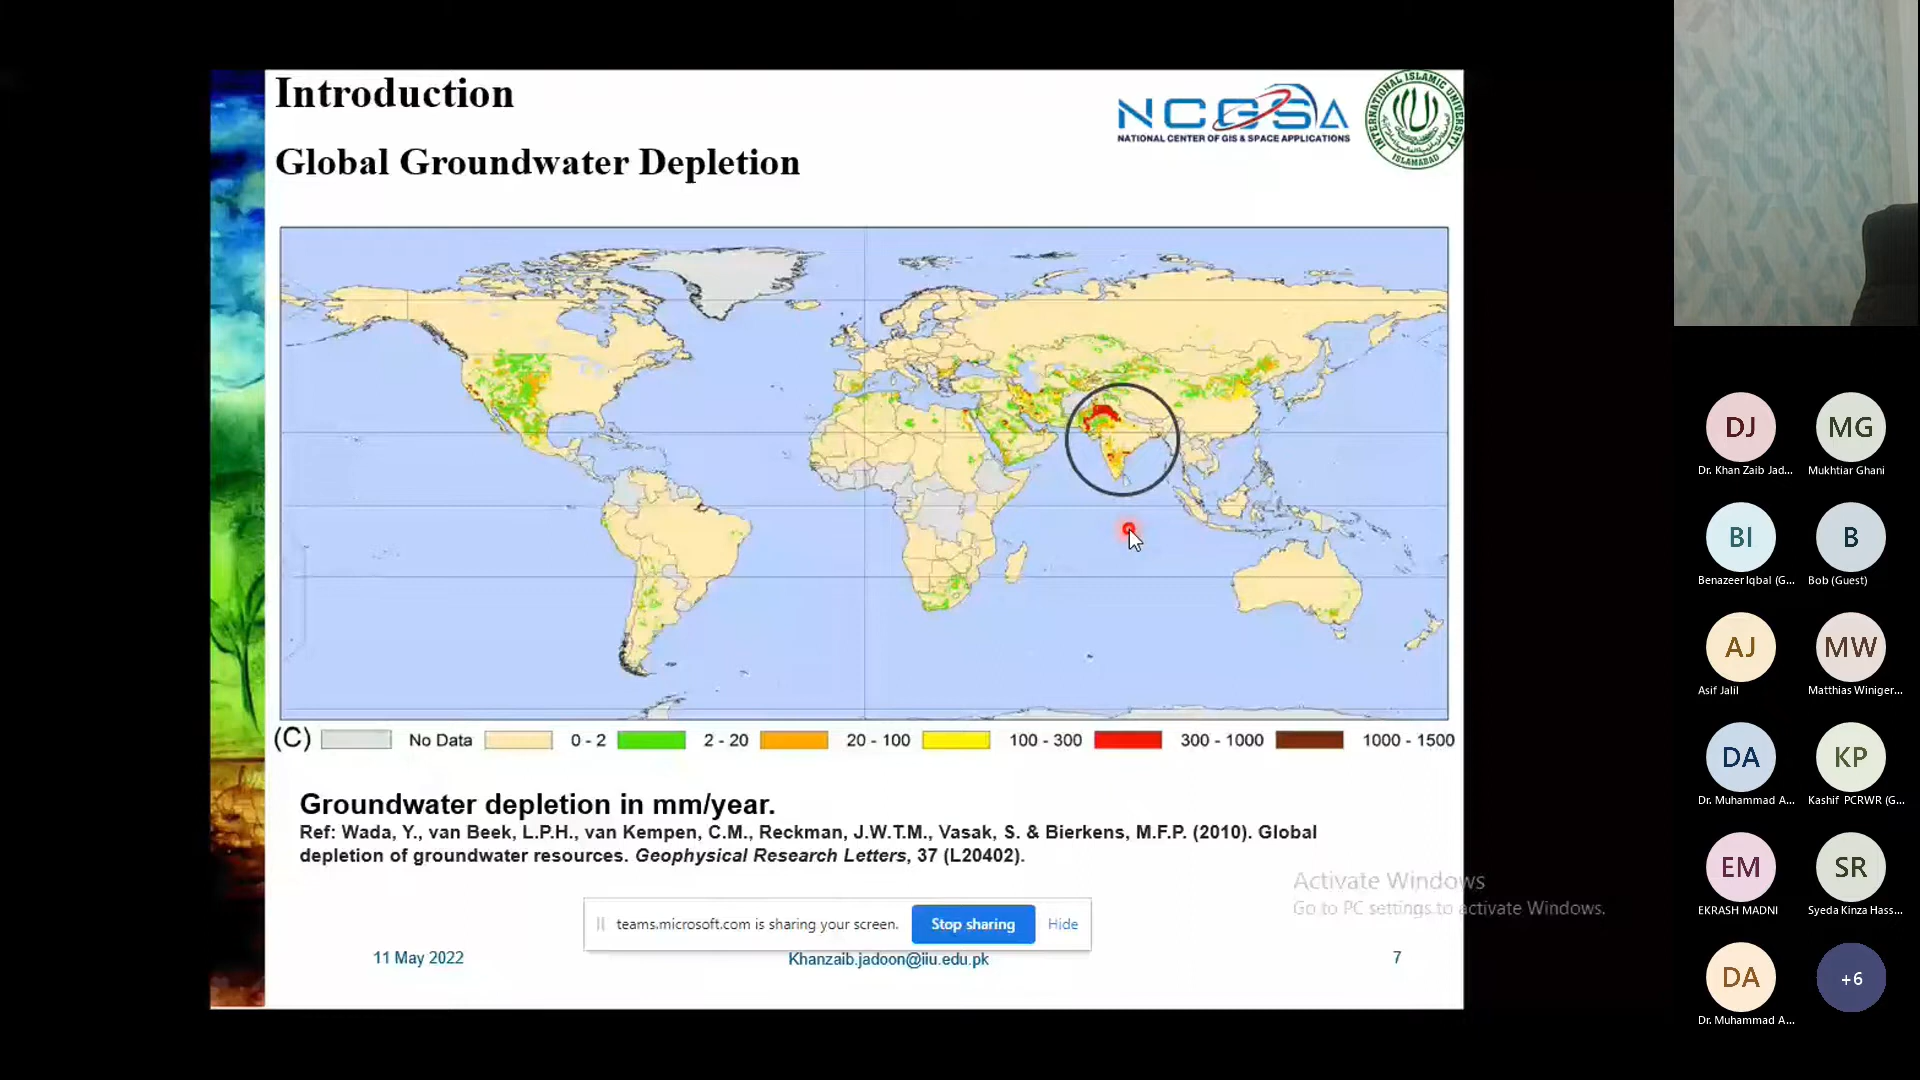 Introduction
Global Groundwater Depletion
NCGSA
NATIONAL CENTER OF GIS & SPACE APPLICATIONS
INTERNATIONAL ISLAMIC UNIVERSITY
ISLAMABAD
(C) No Data 0 - 2 2 - 20 20 - 100 100 - 300 300 - 1000 1000 - 1500
Groundwater depletion in mm/year.
Ref: Wada, Y., van Beek, L.P.H., van Kempen, C.M., Reckman, J.W.T.M., Vasak, S. & Bierkens, M.F.P. (2010). Global
depletion of groundwater resources. Geophysical Research Letters, 37 (L20402).
Activate Windows
Go to PC settings to activate Windows.
teams.microsoft.com is sharing your screen. Stop sharing Hide
11 May 2022 Khanzaib.jadoon@iiu.edu.pk 7
DJ MG
Dr. Khan Zaib Jad... Mukhtiar Ghani
BI B
Benazeer Iqbal (G... Bob (Guest)
AJ MW
Asif Jalil Matthias Winiger...
DA KP
Dr. Muhammad A... Kashif PCRWR (G...
EM SR
EKRASH MADNI Syeda Kinza Hass...
DA +6
Dr. Muhammad A...